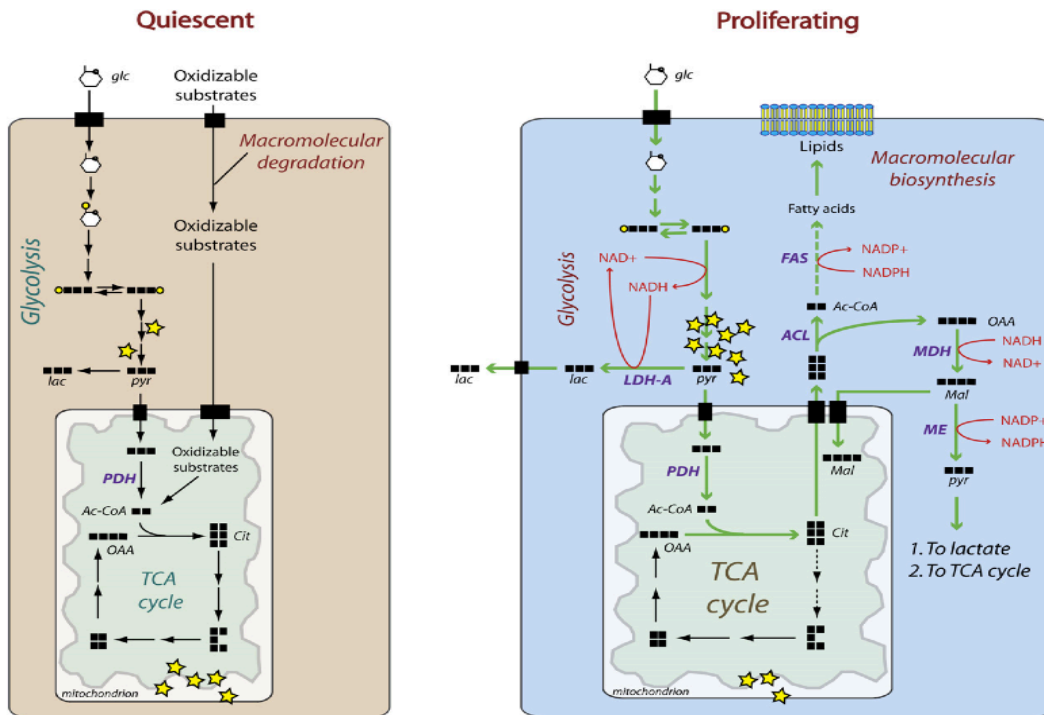 Quiescent
glc
Oxidizable
substrates
Macromolecular
degradation
Oxidizable
substrates
Glycolysis
lac
pyr
Oxidizable
substrates
PDH
Ac-CoA
OAA
Cit
TCA
cycle
mitochondrion
Proliferating
glc
Lipids
Macromolecular
biosynthesis
Fatty acids
NADP+
FAS
NADPH
NAD+
NADH
Glycolysis
Ac-CoA
OAA
ACL
NADH
MDH
NAD+
lac
lac
LDH-A
pyr
Mal
NADP+
ME
NADPH
Mal
pyr
PDH
Ac-CoA
OAA
Cit
1. To lactate
2. To TCA cycle
TCA
cycle
mitochondrion